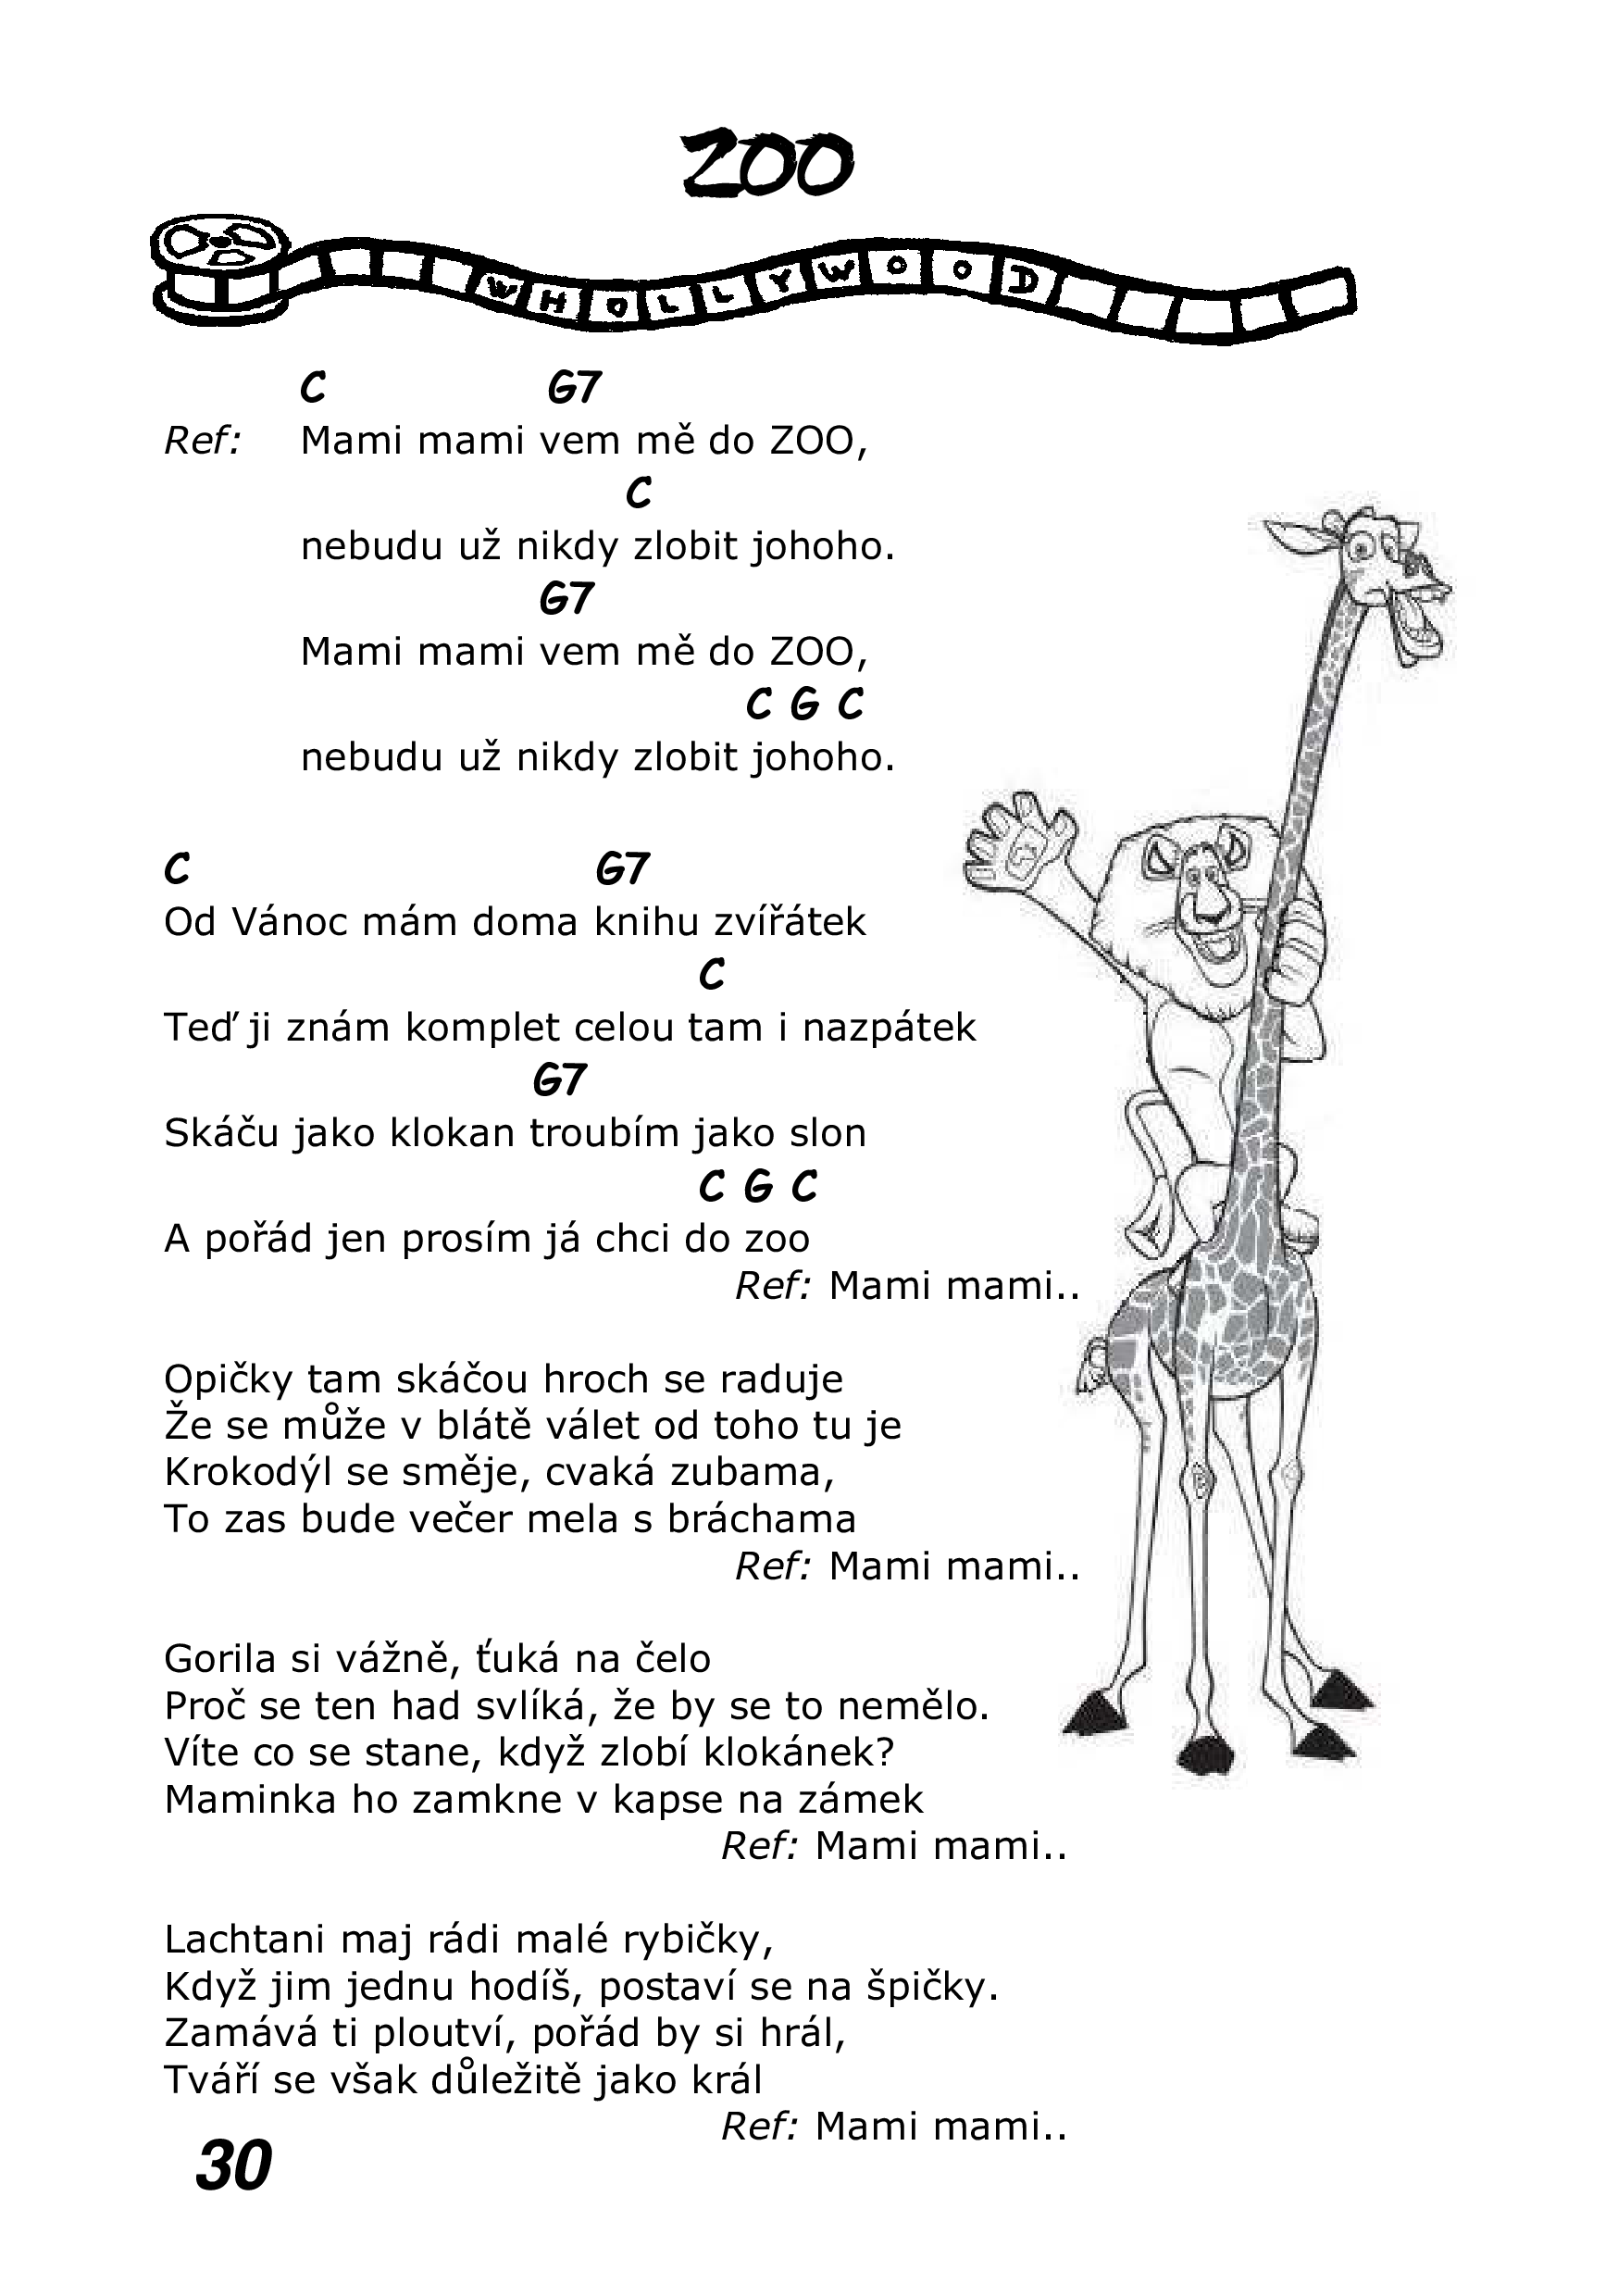 ZOO
WHOLLYWOOD
C G7
Ref: Mami mami vem mě do ZOO,
C
nebudu už nikdy zlobit johoho.
G7
Mami mami vem mě do ZOO,
C G C
nebudu už nikdy zlobit johoho.
C G7
Od Vánoc mám doma knihu zvířátek
C
Teď ji znám komplet celou tam i nazpátek
G7
Skáču jako klokan troubím jako slon
C G C
A pořád jen prosím já chci do zoo
Ref: Mami mami..
Opičky tam skáčou hroch se raduje
Že se může v blátě válet od toho tu je
Krokodýl se směje, cvaká zubama,
To zas bude večer mela s bráchama
Ref: Mami mami..
Gorila si vážně, ťuká na čelo
Proč se ten had svlíká, že by se to nemělo.
Víte co se stane, když zlobí klokánek?
Maminka ho zamkne v kapse na zámek
Ref: Mami mami..
Lachtani maj rádi malé rybičky,
Když jim jednu hodíš, postaví se na špičky.
Zamává ti ploutví, pořád by si hrál,
Tváří se však důležitě jako král
Ref: Mami mami..
30